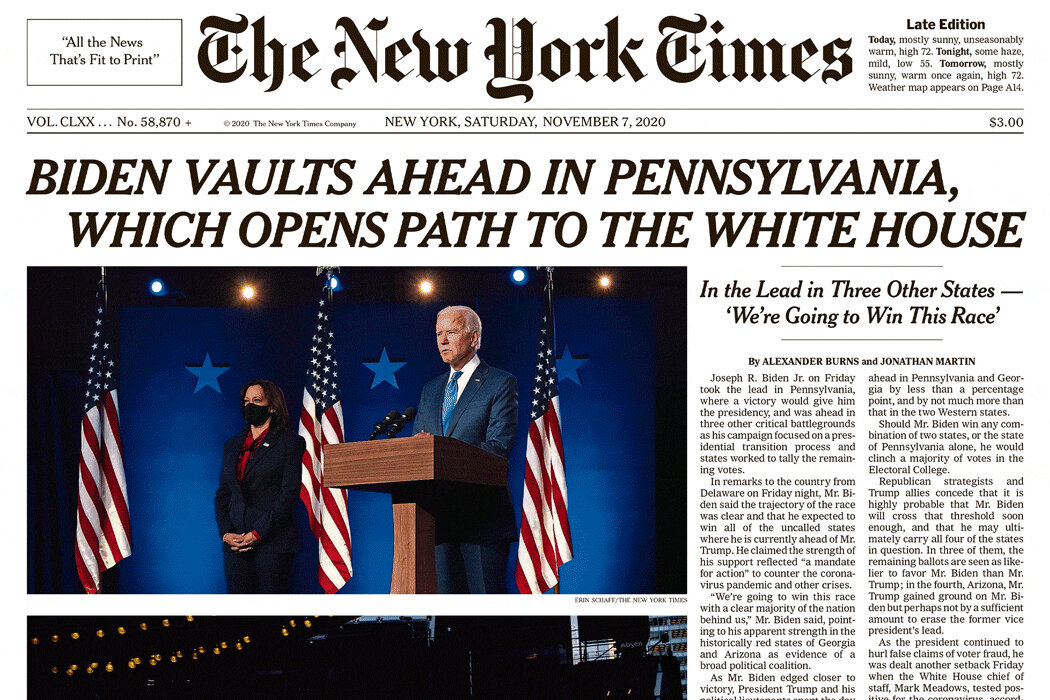 “All the News
That’s Fit to Print”
The New York Times
Late Edition
Today, mostly sunny, unseasonably
warm, high 72. Tonight, some haze,
mild, low 55. Tomorrow, mostly
sunny, warm once again, high 72.
Weather map appears on Page A14.
VOL. CLXX . . . No. 58,870 +
© 2020 The New York Times Company
NEW YORK, SATURDAY, NOVEMBER 7, 2020
$3.00
BIDEN VAULTS AHEAD IN PENNSYLVANIA,
WHICH OPENS PATH TO THE WHITE HOUSE
ERIN SCHAFF/THE NEW YORK TIMES
In the Lead in Three Other States —
‘We’re Going to Win This Race’
By ALEXANDER BURNS and JONATHAN MARTIN
Joseph R. Biden Jr. on Friday
took the lead in Pennsylvania,
where a victory would give him
the presidency, and was ahead in
three other critical battlegrounds
as his campaign focused on a pres-
idential transition process and
states worked to tally the remain-
ing votes.
In remarks to the country from
Delaware on Friday night, Mr. Bi-
den said the trajectory of the race
was clear and that he expected to
win all of the uncalled states
where he is currently ahead of Mr.
Trump. He claimed the strength of
his support reflected “a mandate
for action” to counter the corona-
virus pandemic and other crises.
“We’re going to win this race
with a clear majority of the nation
behind us,” Mr. Biden said, point-
ing to his apparent strength in the
historically red states of Georgia
and Arizona as evidence of a
broad political coalition.
As Mr. Biden edged closer to
victory, President Trump and his
political lieutenants spent the day
ahead in Pennsylvania and Geor-
gia by less than a percentage
point, and by not much more than
that in the two Western states.
Should Mr. Biden win any com-
bination of two states, or the state
of Pennsylvania alone, he would
clinch a majority of votes in the
Electoral College.
Republican strategists and
Trump allies concede that it is
highly probable that Mr. Biden
will cross that threshold soon
enough, and that he may ulti-
mately carry all four of the states
in question. In three of them, the
remaining ballots are seen as like-
lier to favor Mr. Biden than Mr.
Trump; in the fourth, Arizona, Mr.
Trump gained ground on Mr. Bi-
den but perhaps not by a sufficient
amount to erase the former vice
president’s lead.
As the president continued to
hurl false claims of voter fraud, he
was dealt another setback Friday
when the White House chief of
staff, Mark Meadows, tested pos-
itive for the coronavirus, accord-